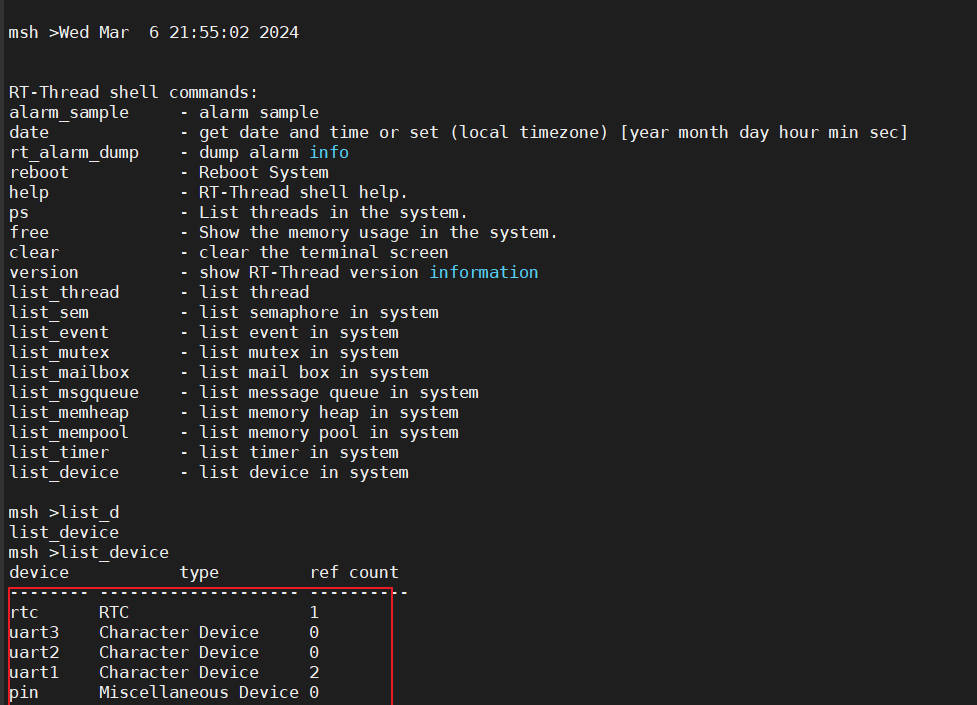 msh >Wed Mar  6 21:55:02 2024
RT-Thread shell commands:
alarm_sample     - alarm sample
date             - get date and time or set (local timezone) [year month day hour min sec]
rt_alarm_dump    - dump alarm info
reboot           - Reboot System
help             - RT-Thread shell help.
ps               - List threads in the system.
free             - Show the memory usage in the system.
clear            - clear the terminal screen
version          - show RT-Thread version information
list_thread      - list thread
list_sem         - list semaphore in system
list_event       - list event in system
list_mutex       - list mutex in system
list_mailbox     - list mail box in system
list_msgqueue    - list message queue in system
list_memheap     - list memory heap in system
list_mempool     - list memory pool in system
list_timer       - list timer in system
list_device      - list device in system
msh >list_d
list_device
msh >list_device
device           type         ref count
-------- -------------------- ----------
rtc      RTC                  1
uart3    Character Device     0
uart2    Character Device     0
uart1    Character Device     2
pin      Miscellaneous Device 0